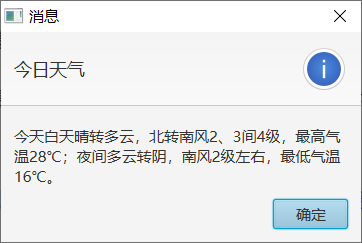 消息
今日天气
今天白天晴转多云，北转南风2、3间4级，最高气
温28℃；夜间多云转阴，南风2级左右，最低气温
16℃。
确定